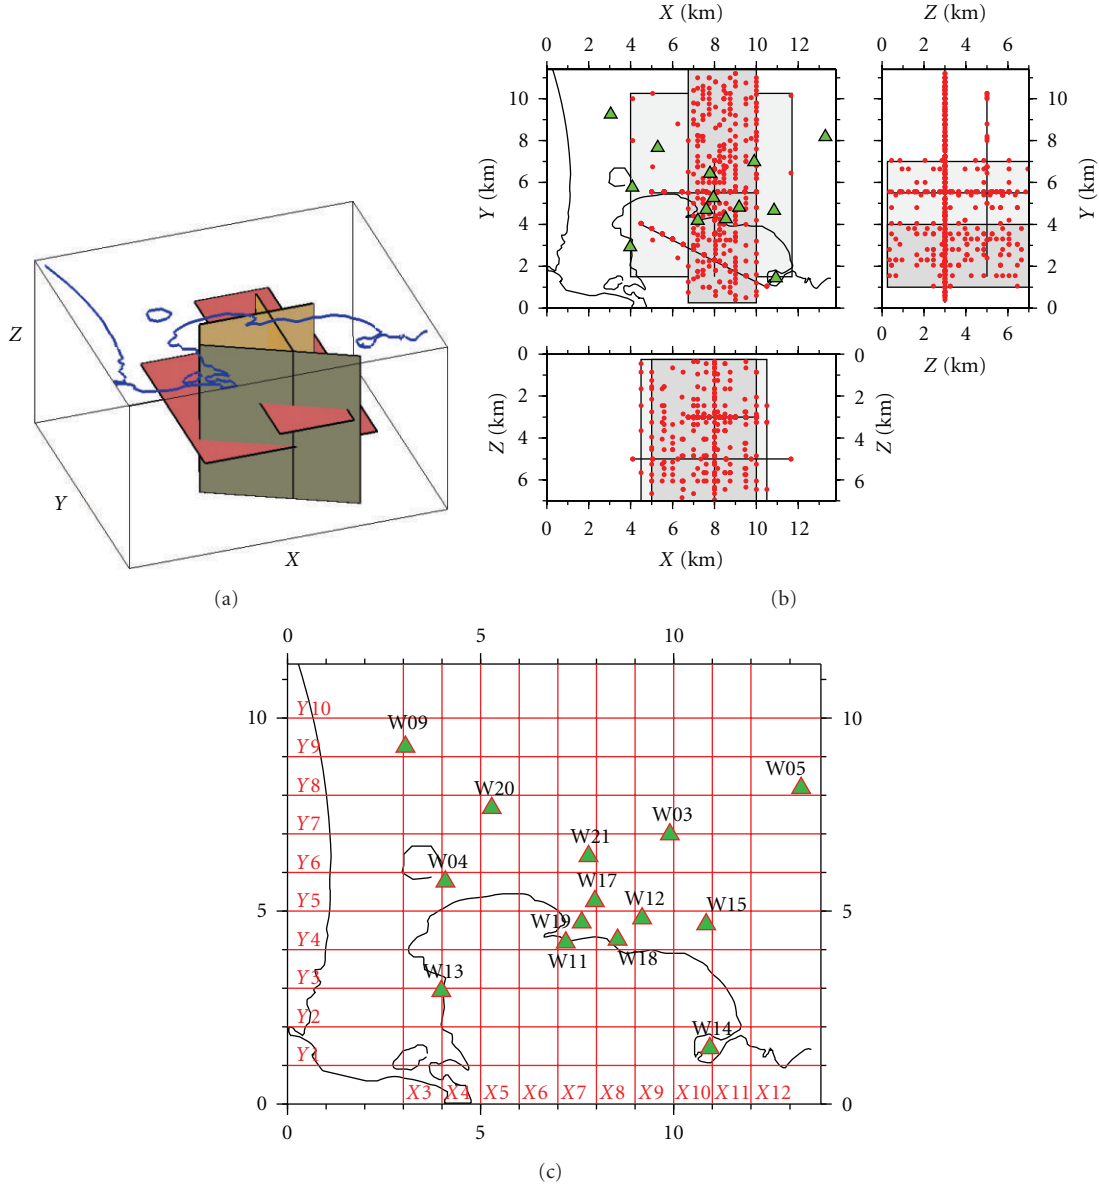 Z
Y
X
(a)
X (km)
0 2 4 6 8 10 12
Y (km)
10
8
6
4
2
0
Z (km)
0 2 4 6
10
8
6
4
2
0
Y (km)
0 2 4 6
Z (km)
Z (km)
0
2
4
6
0
2
4
6
Z (km)
0 2 4 6 8 10 12
X (km)
(b)
0 5 10
10
5
0
10
5
0
Y10
Y9
Y8
Y7
Y6
Y5
Y4
Y3
Y2
Y1
W09
W05
W20
W03
W21
W04
W17
W12
W15
W19
W11
W18
W13
W14
X3 X4 X5 X6 X7 X8 X9 X10 X11 X12
0 5 10
(c)